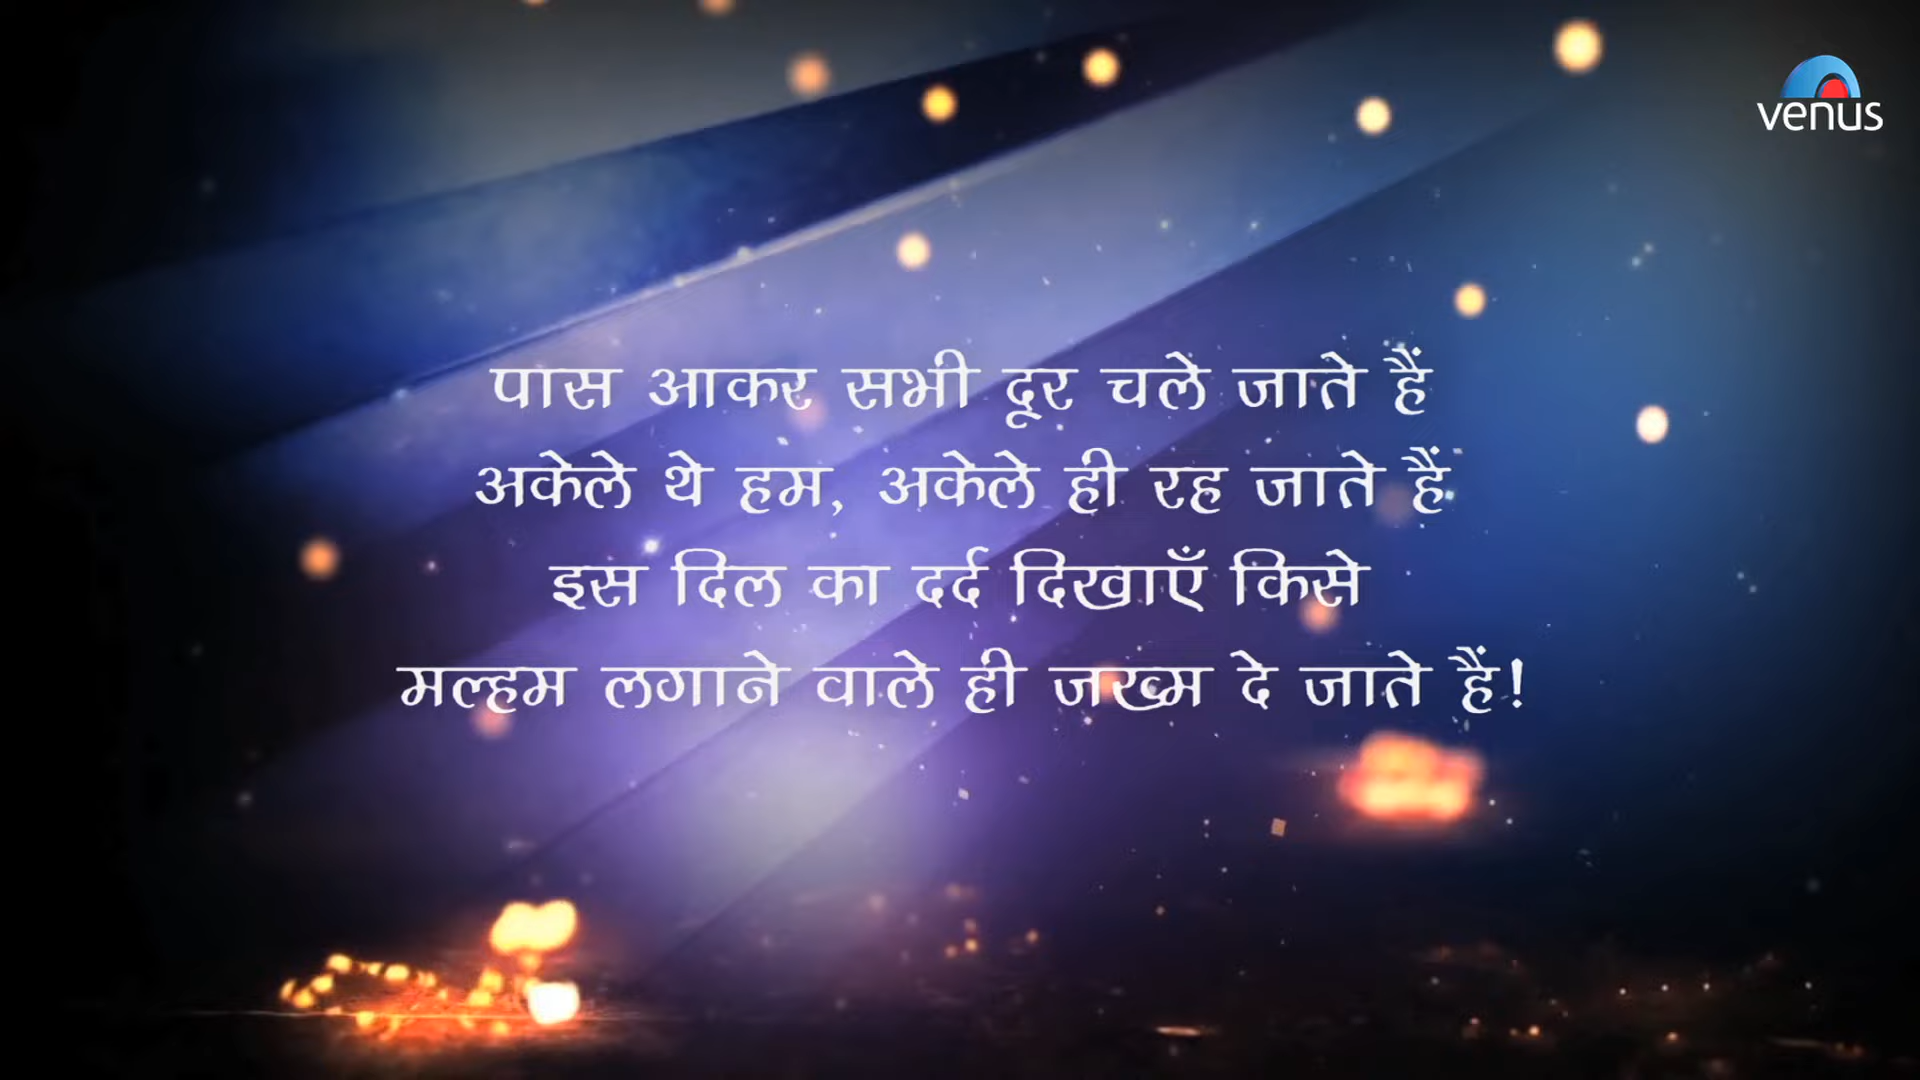 venus
पास आकर सभी दूर चले जाते हैं
अकेले थे हम, अकेले ही रह जाते हैं
इस दिल का दर्द दिखाएँ किसे
मल्हम लगाने वाले ही जख्म दे जाते हैं!